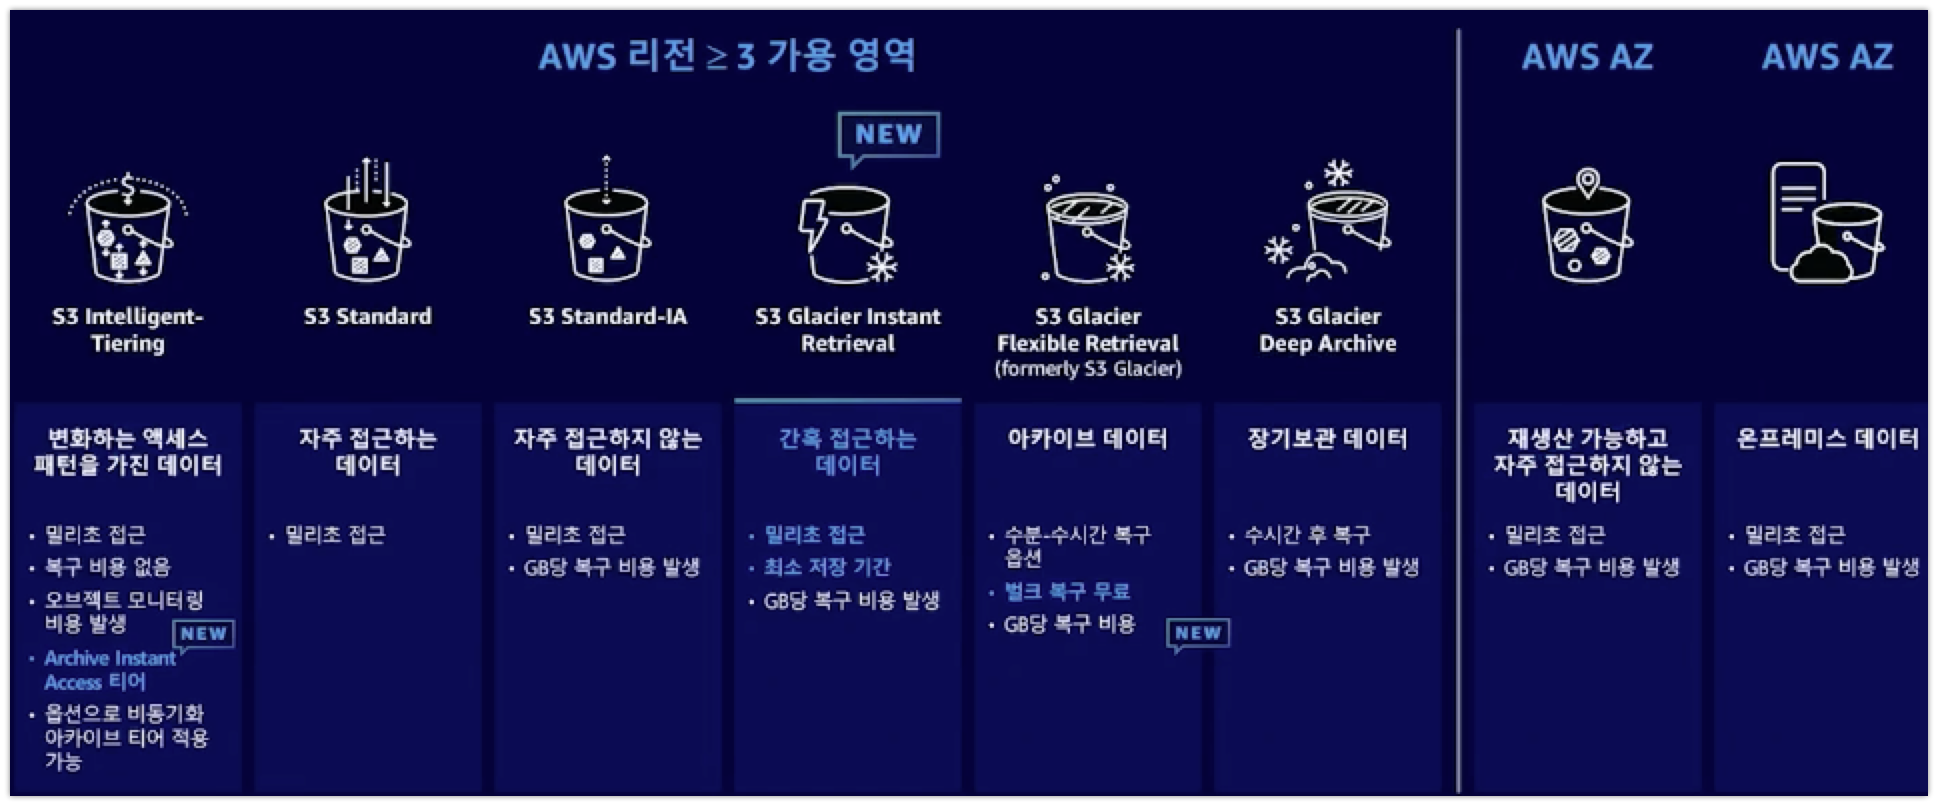 AWS 리전 ≥ 3 가용 영역
AWS AZ
AWS AZ
NEW
S3 Intelligent-
Tiering
S3 Standard
S3 Standard-IA
S3 Glacier Instant
Retrieval
S3 Glacier
Flexible Retrieval
(formerly S3 Glacier)
S3 Glacier
Deep Archive
변화하는 액세스
패턴을 가진 데이터
• 밀리초 접근
• 복구 비용 없음
• 오브젝트 모니터링
비용 발생
NEW
• Archive Instant
Access 티어
• 옵션으로 비동기화
아카이브 티어 적용
가능
자주 접근하는
데이터
• 밀리초 접근
자주 접근하지 않는
데이터
• 밀리초 접근
• GB당 복구 비용 발생
간혹 접근하는
데이터
• 밀리초 접근
• 최소 저장 기간
• GB당 복구 비용 발생
아카이브 데이터
• 수분-수시간 복구
옵션
• 벌크 복구 무료
• GB당 복구 비용
NEW
장기보관 데이터
• 수시간 후 복구
• GB당 복구 비용 발생
재생산 가능하고
자주 접근하지 않는
데이터
• 밀리초 접근
• GB당 복구 비용 발생
온프레미스 데이터
• 밀리초 접근
• GB당 복구 비용 발생